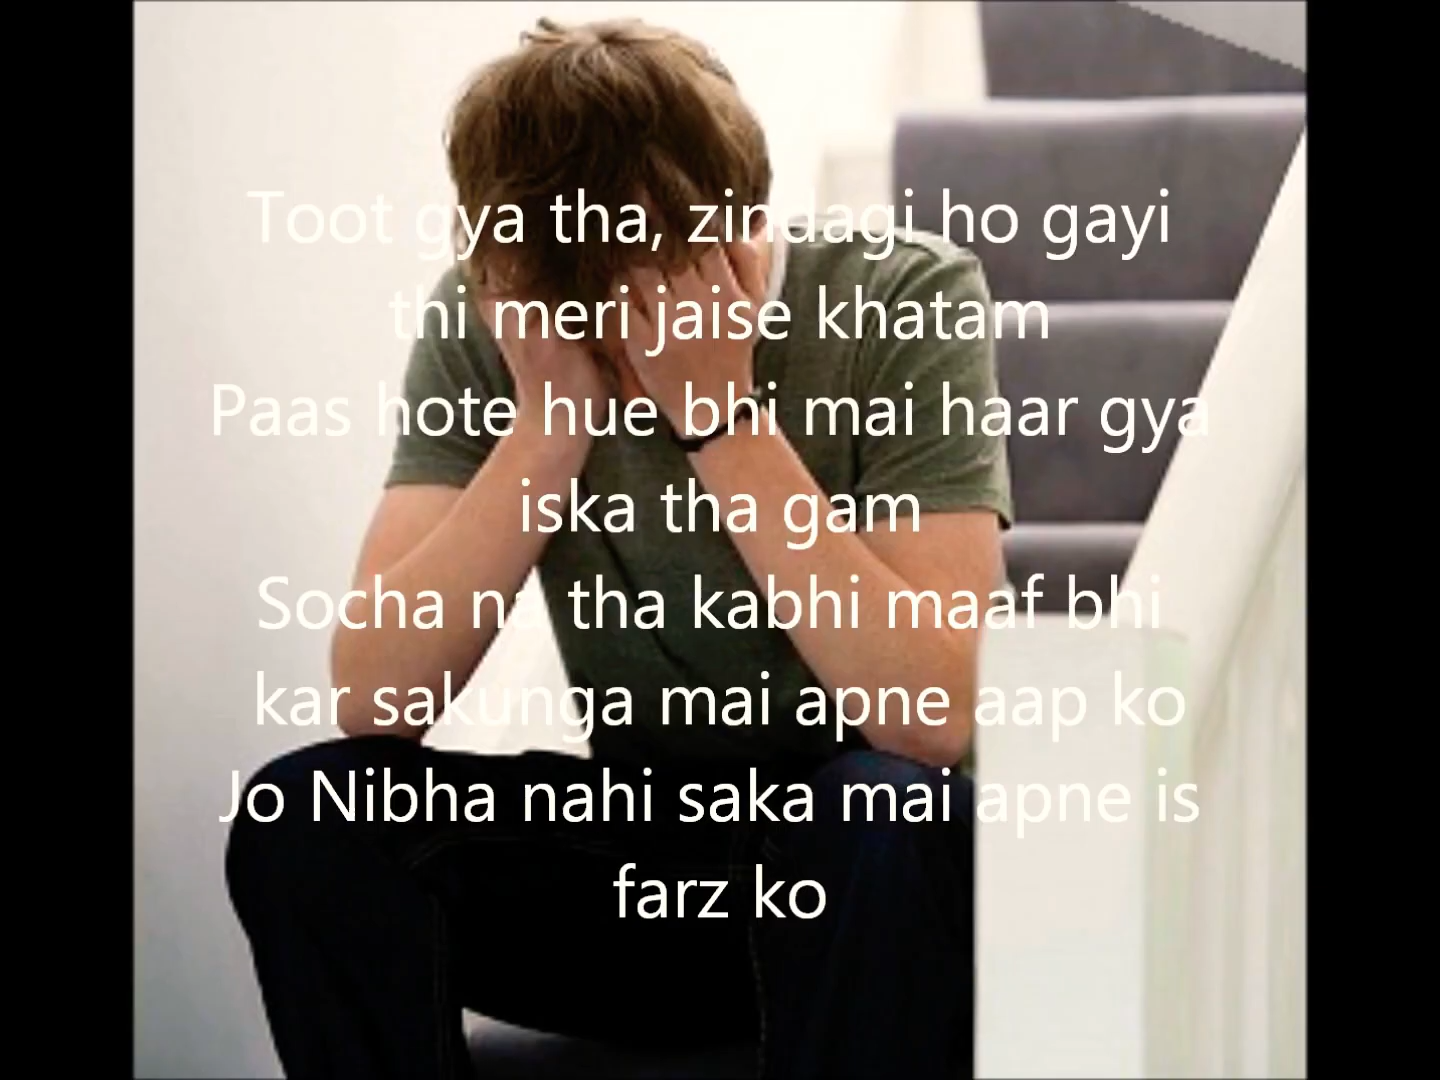 Toot gya tha, zindagi ho gayi
thi meri jaise khatam
Paas hote hue bhi mai haar gya
iska tha gam
Socha na tha kabhi maaf bhi
kar sakunga mai apne aap ko
Jo Nibha nahi saka mai apne is
farz ko